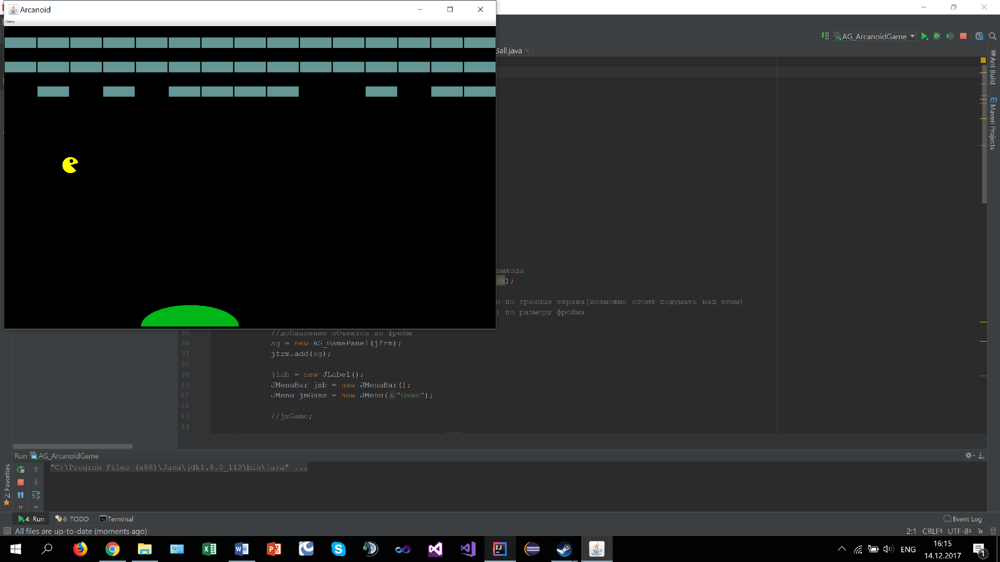 Arcanoid
Game
AG_ArcanoidGame
Ball.java
Ant Build
Maven Projects
выхода
SE);
о по границе экрана(возможно стоит подумать над этим)
) по размеру фрейма
35 //добавление объектов во фрейм
36 ag = new AG_GamePanel(jfrm);
37 jfrm.add(ag);
38
39 jlab = new JLabel();
40 JMenuBar jmb = new JMenuBar();
41 JMenu jmGame = new JMenu( s: "Game");
42
43 //jmGame;
44
Run AG_ArcanoidGame
"C:\Program Files (x86)\Java\jdk1.8.0_112\bin\java" ...
2: Favorites
4: Run 6: TODO Terminal Event Log
All files are up-to-date (moments ago) 2:1 CRLF UTF-8
ENG 16:15
14.12.2017
1